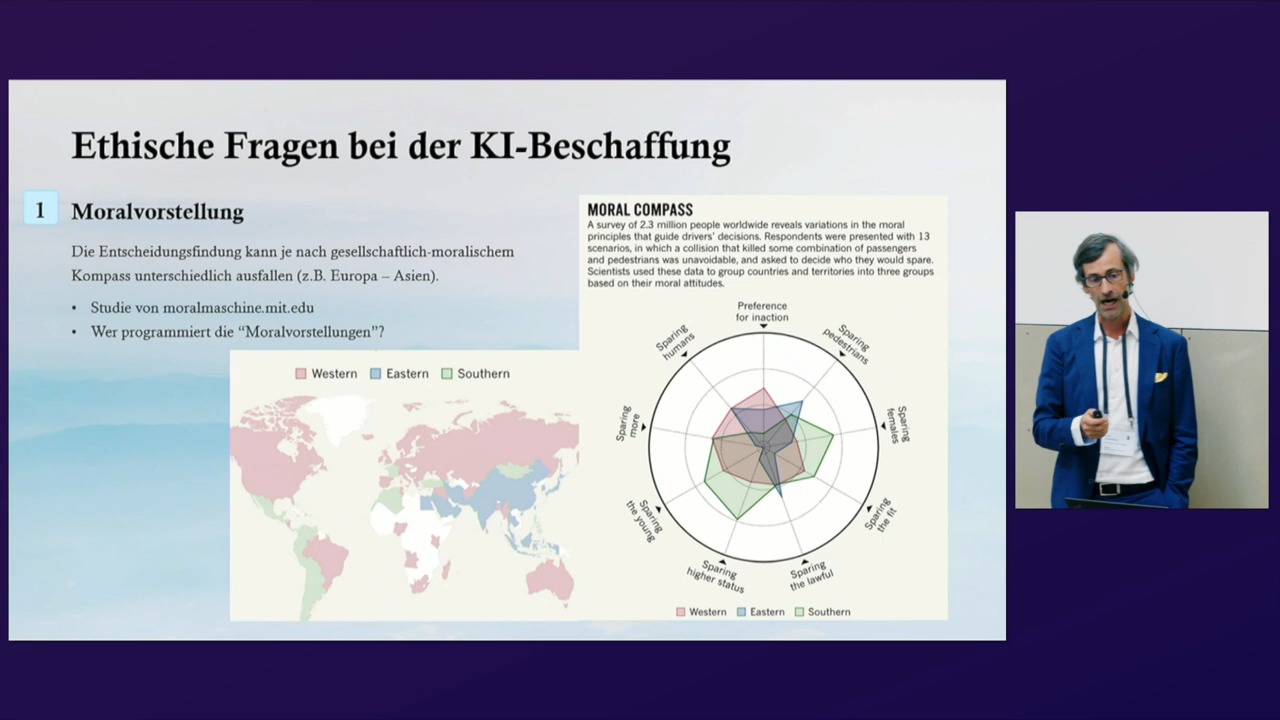 Ethische Fragen bei der KI-Beschaffung
1
Moralvorstellung
Die Entscheidungsfindung kann je nach gesellschaftlich-moralischem
Kompass unterschiedlich ausfallen (z.B. Europa – Asien).
• Studie von moralmaschine.mit.edu
• Wer programmiert die “Moralvorstellungen”?
Western
Eastern
Southern
MORAL COMPASS
A survey of 2.3 million people worldwide reveals variations in the moral
principles that guide drivers’ decisions. Respondents were presented with 13
scenarios, in which a collision that killed some combination of passengers
and pedestrians was unavoidable, and asked to decide who they would spare.
Scientists used these data to group countries and territories into three groups
based on their moral attitudes.
Preference
for inaction
Sparing
pedestrians
Sparing
females
Sparing
the fit
Sparing
the lawful
Sparing
higher status
Sparing
the young
Sparing
more
Sparing
humans
Western
Eastern
Southern